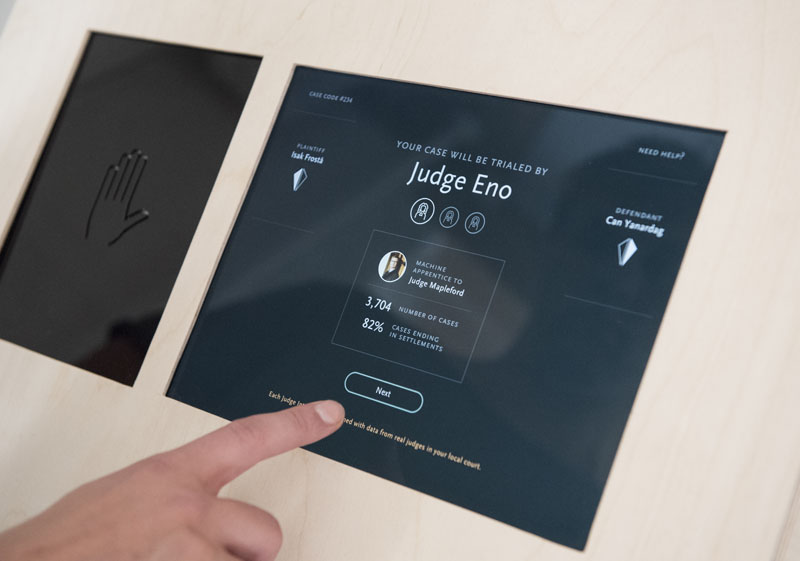 CASE CODE #234
NEED HELP?
PLAINTIFF
Isak Frostå
YOUR CASE WILL BE TRIALED BY
Judge Eno
DEFENDANT
Can Yanardag
MACHINE
APPRENTICE TO
Judge Mapleford
3,704 NUMBER OF CASES
82% CASES ENDING
IN SETTLEMENTS
Next
Each Judge with data from real judges in your local court.